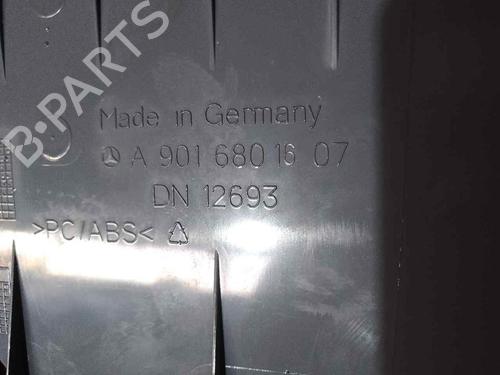 B-PARTS
Made in Germany
A 901 680 16 07
DN 12693
>PC/ABS<